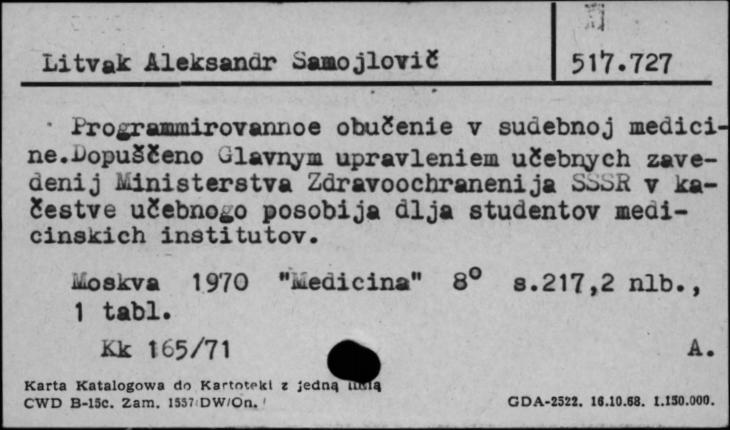 Litvak Aleksandr Samojlovič
517.727
Programmirovannoe obučenie v sudebnoj medici-
ne.Dopuščeno Glavnym upravleniem učebnych zave-
denij Ministerstva Zdravoochranenija SSSR v ka-
čestve učebnogo posobija dlja studentov medi-
cinskich institutov.
Moskva 1970 "Medicina" 8° s.217,2 nlb.,
1 tabl.
Kk 165/71 A.
Karta Katalogowa do Kartoteki z jedną linią
CWD B-15c. Zam. 1557/DW/On. GDA-2522. 16.10.68. 1.150.000.